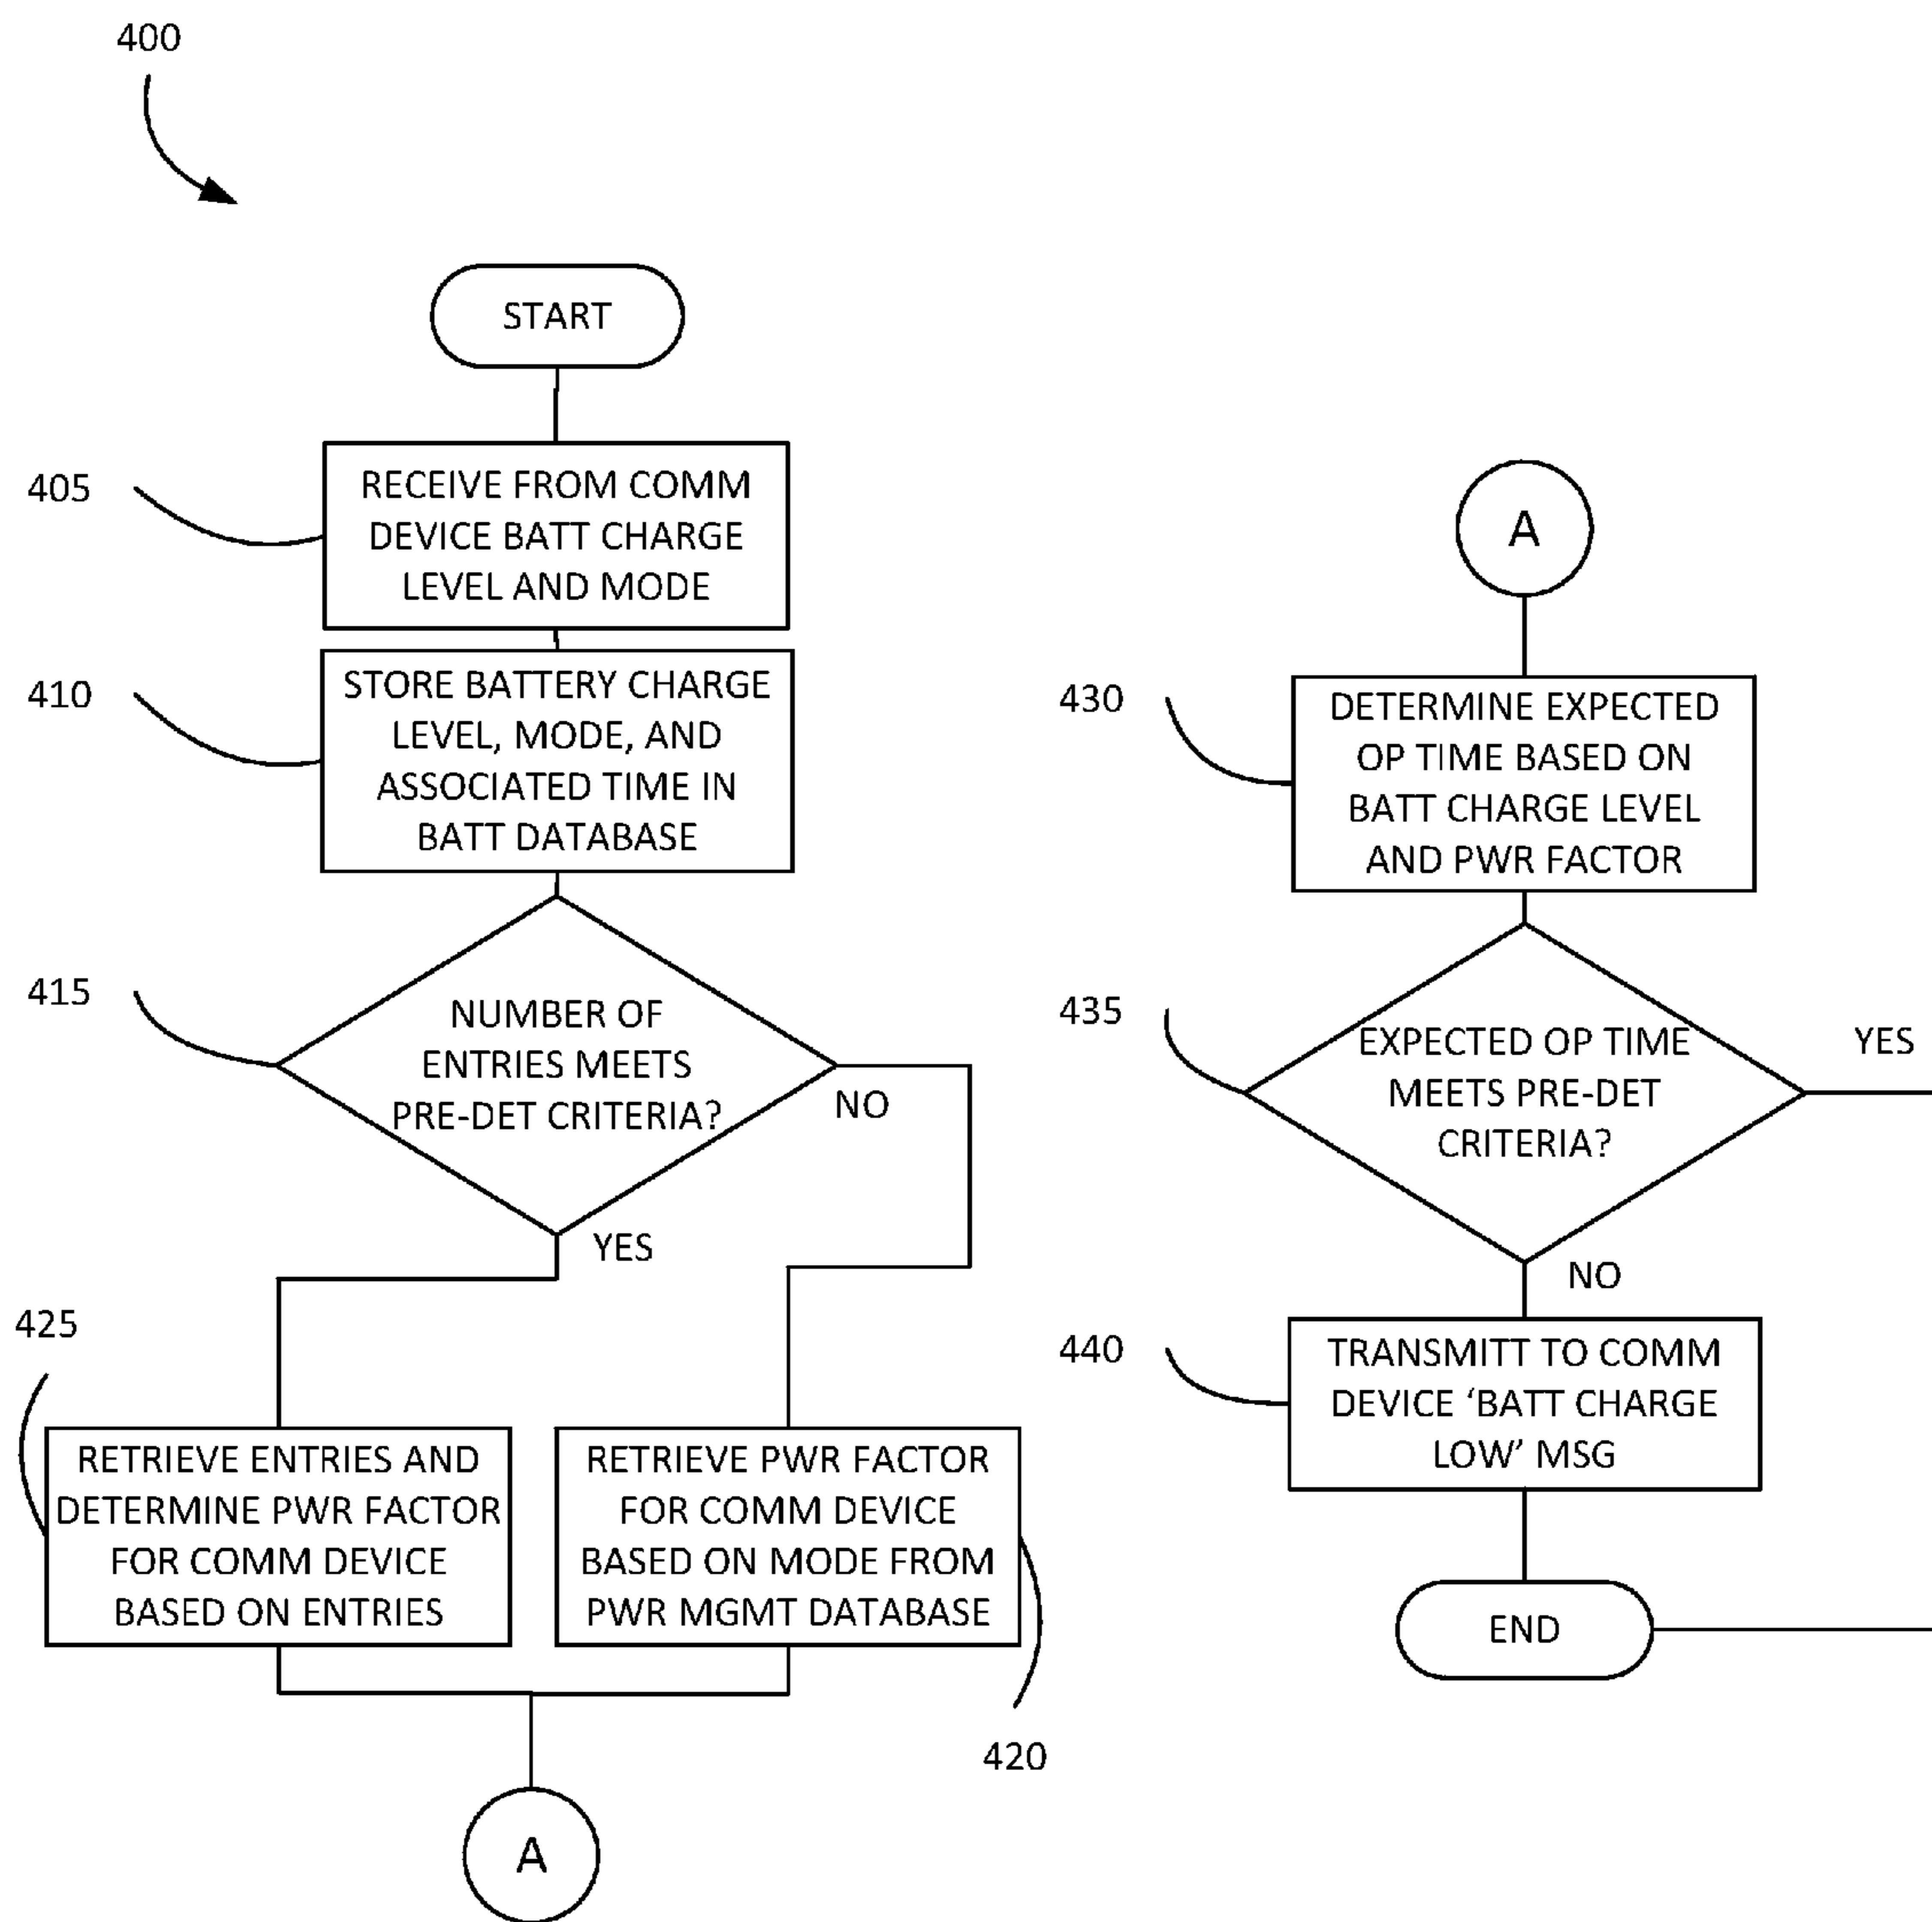 400
START
405
RECEIVE FROM COMM
DEVICE BATT CHARGE
LEVEL AND MODE
410
STORE BATTERY CHARGE
LEVEL, MODE, AND
ASSOCIATED TIME IN
BATT DATABASE
415
NUMBER OF
ENTRIES MEETS
PRE-DET CRITERIA?
NO
YES
425
RETRIEVE ENTRIES AND
DETERMINE PWR FACTOR
FOR COMM DEVICE
BASED ON ENTRIES
RETRIEVE PWR FACTOR
FOR COMM DEVICE
BASED ON MODE FROM
PWR MGMT DATABASE
420
A
A
430
DETERMINE EXPECTED
OP TIME BASED ON
BATT CHARGE LEVEL
AND PWR FACTOR
435
EXPECTED OP TIME
MEETS PRE-DET
CRITERIA?
YES
NO
440
TRANSMITT TO COMM
DEVICE ‘BATT CHARGE
LOW’ MSG
END